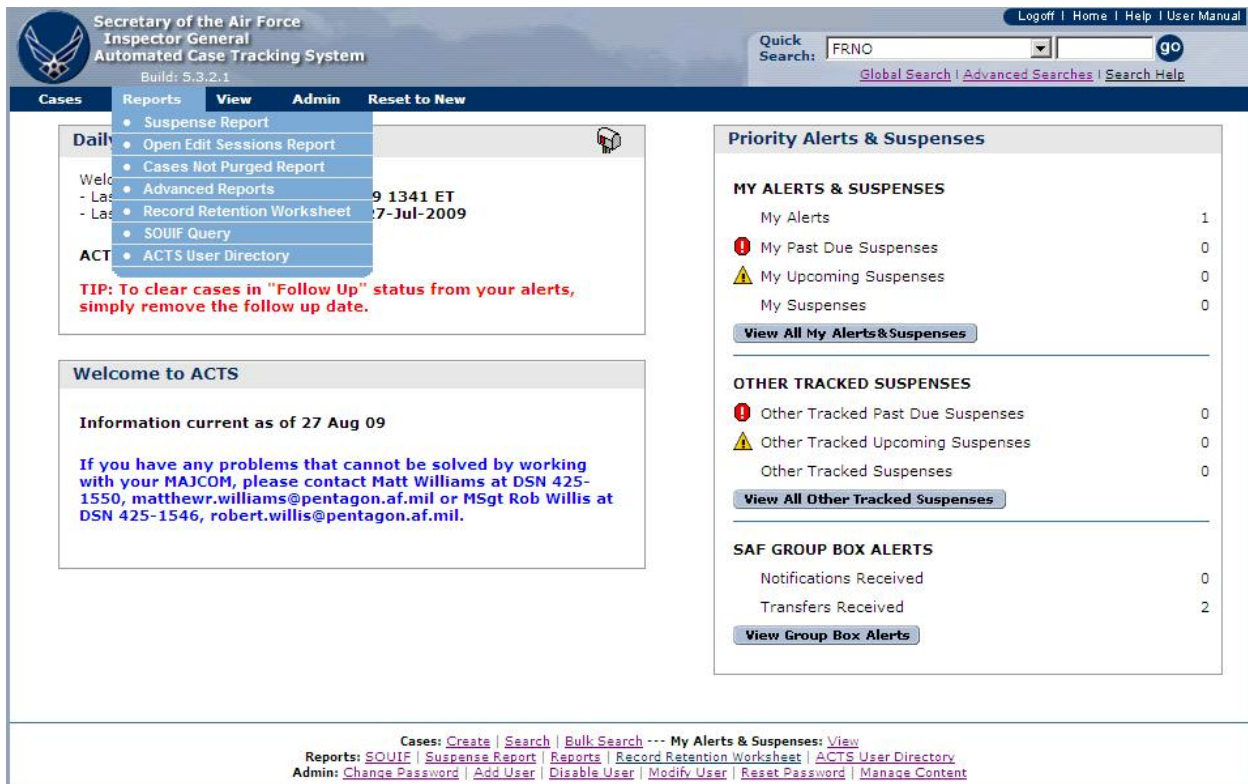 Secretary of the Air Force
Inspector General
Automated Case Tracking System
Build: 5.3.2.1
Logoff | Home | Help | User Manual
Quick Search: FRNO go
Global Search | Advanced Searches | Search Help
Cases Reports View Admin Reset to New
• Suspense Report
• Open Edit Sessions Report
• Cases Not Purged Report
• Advanced Reports
• Record Retention Worksheet
• SOUIF Query
• ACTS User Directory
Daily
Welc
- Las 9 1341 ET
- Las 27-Jul-2009
ACT
TIP: To clear cases in "Follow Up" status from your alerts,
simply remove the follow up date.
Welcome to ACTS
Information current as of 27 Aug 09
If you have any problems that cannot be solved by working
with your MAJCOM, please contact Matt Williams at DSN 425-
1550, matthewr.williams@pentagon.af.mil or MSgt Rob Willis at
DSN 425-1546, robert.willis@pentagon.af.mil.
Priority Alerts & Suspenses
MY ALERTS & SUSPENSES
My Alerts 1
My Past Due Suspenses 0
My Upcoming Suspenses 0
My Suspenses 0
View All My Alerts&Suspenses
OTHER TRACKED SUSPENSES
Other Tracked Past Due Suspenses 0
Other Tracked Upcoming Suspenses 0
Other Tracked Suspenses 0
View All Other Tracked Suspenses
SAF GROUP BOX ALERTS
Notifications Received 0
Transfers Received 2
View Group Box Alerts
Cases: Create | Search | Bulk Search --- My Alerts & Suspenses: View
Reports: SOUIF | Suspense Report | Reports | Record Retention Worksheet | ACTS User Directory
Admin: Change Password | Add User | Disable User | Modify User | Reset Password | Manage Content